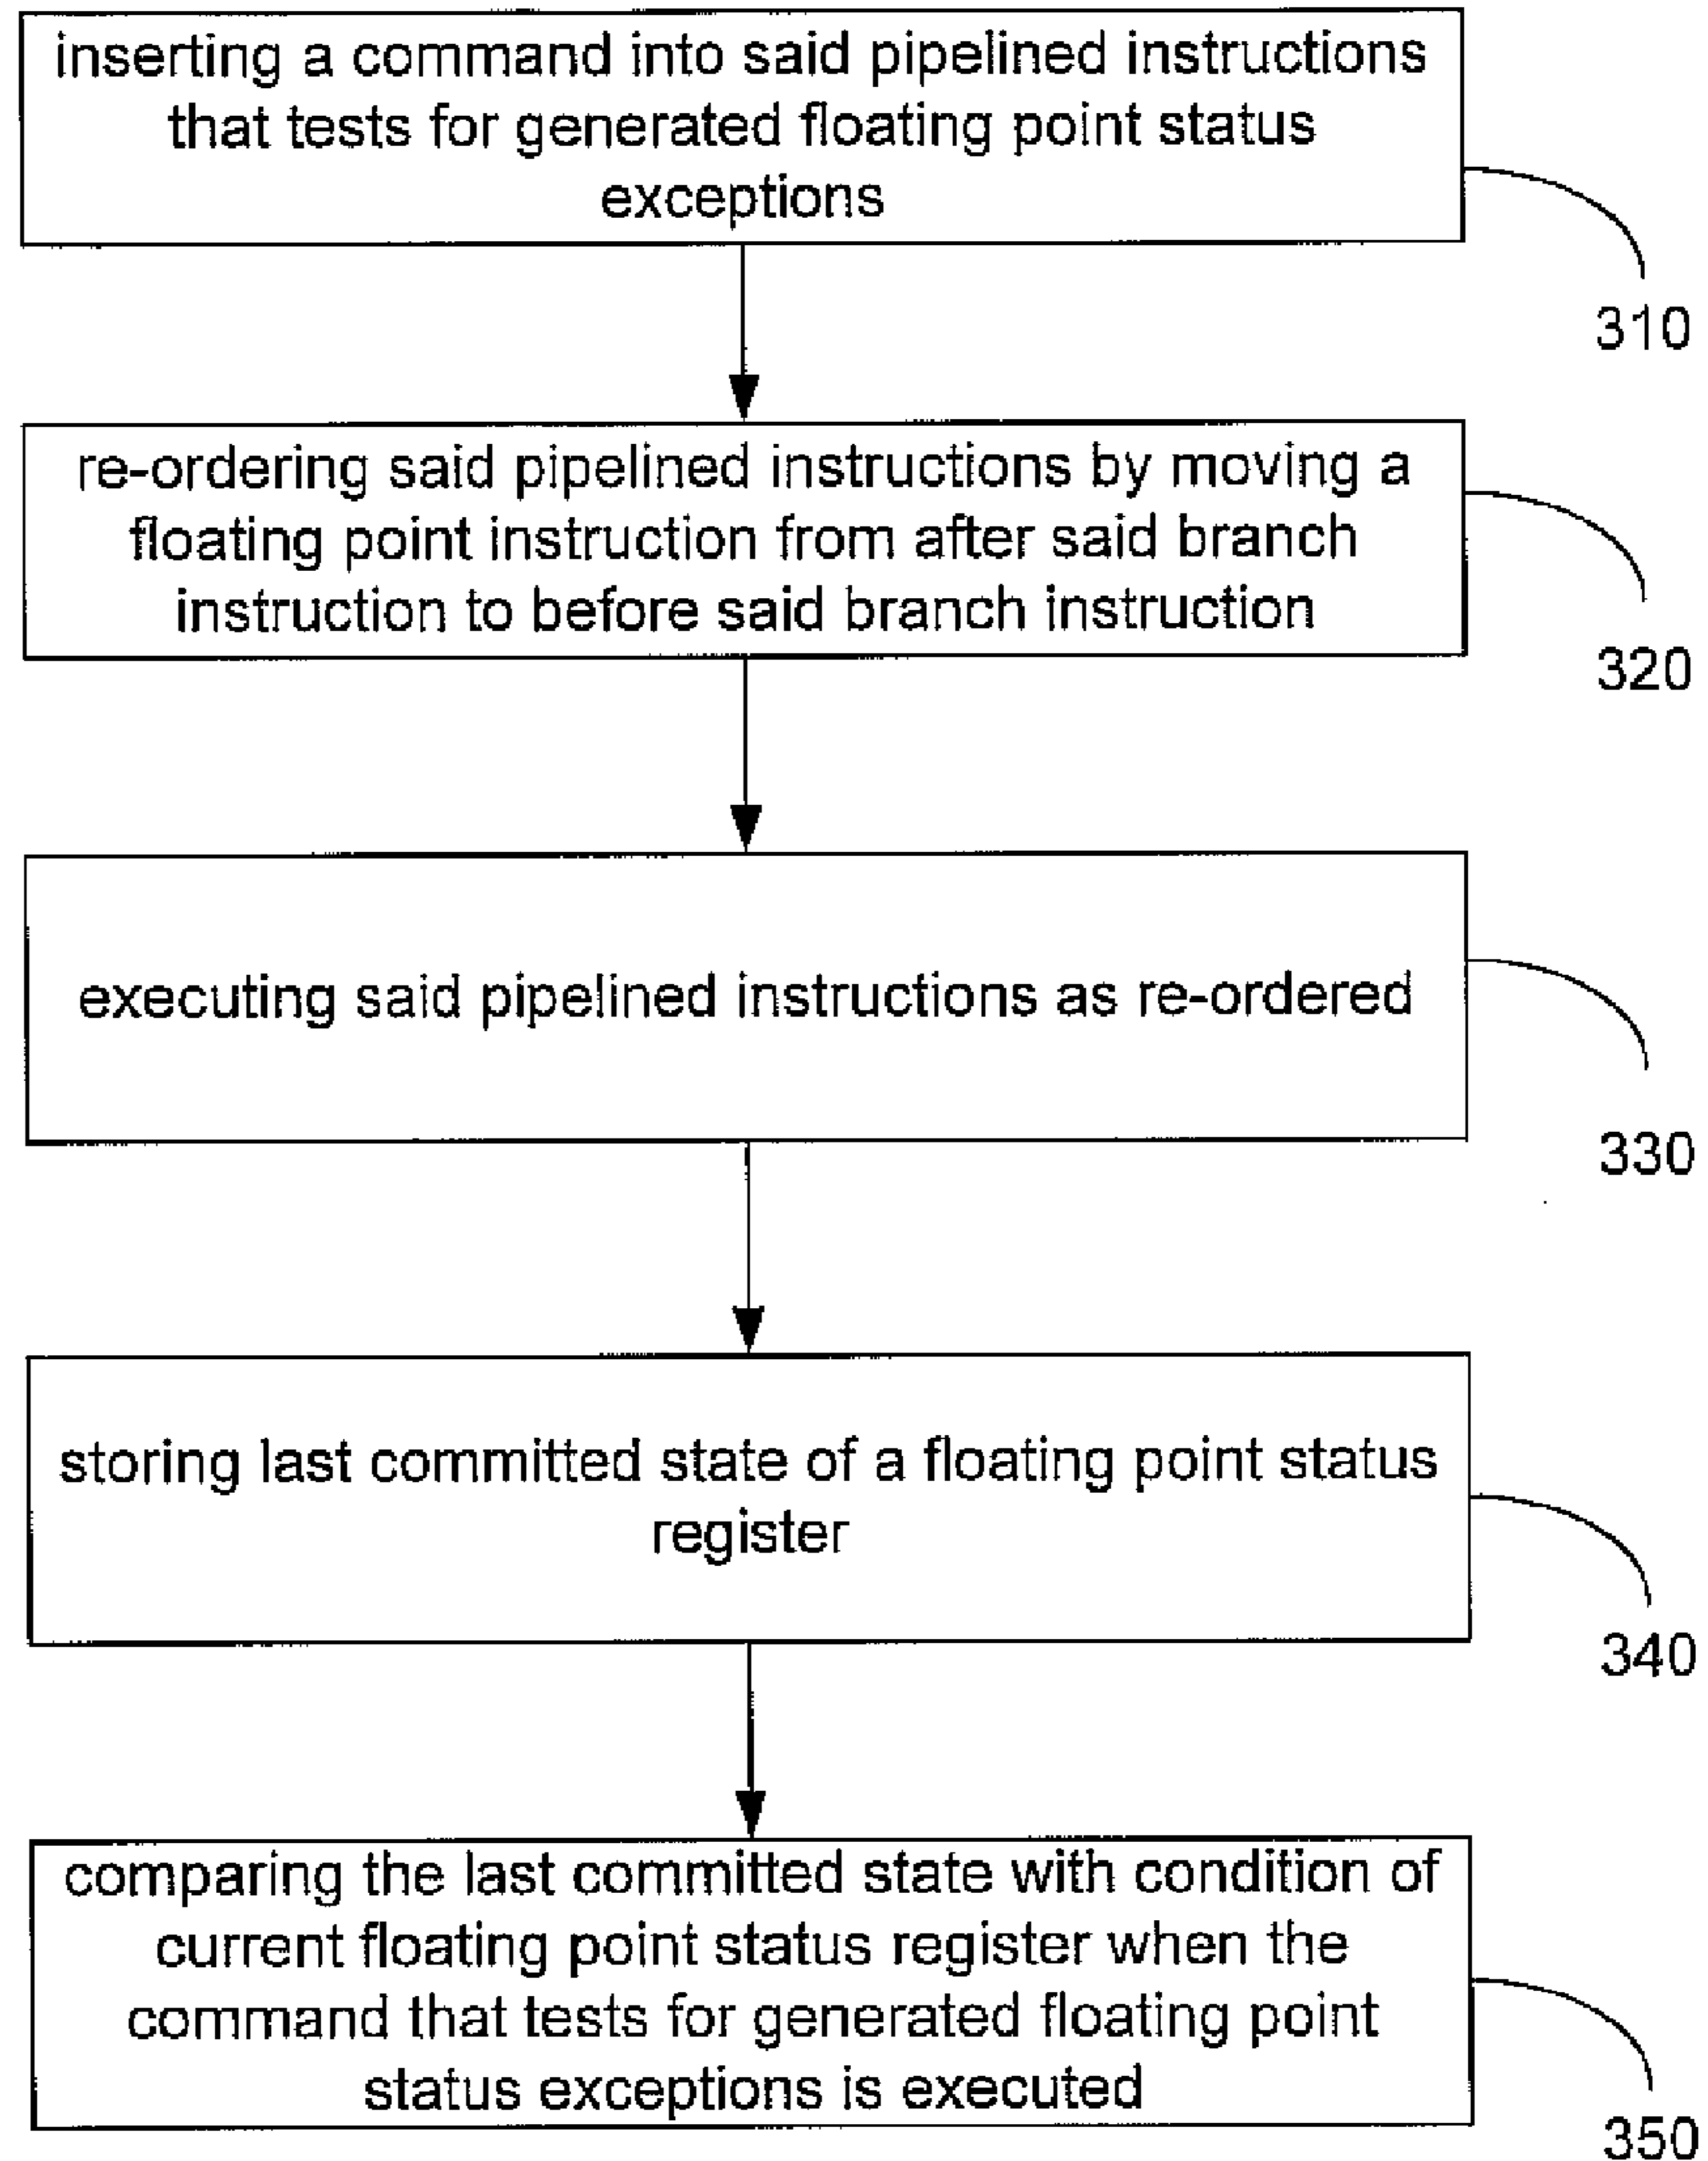 inserting a command into said pipelined instructions
that tests for generated floating point status
exceptions
310
re-ordering said pipelined instructions by moving a
floating point instruction from after said branch
instruction to before said branch instruction
320
executing said pipelined instructions as re-ordered
330
storing last committed state of a floating point status
register
340
comparing the last committed state with condition of
current floating point status register when the
command that tests for generated floating point
status exceptions is executed
350